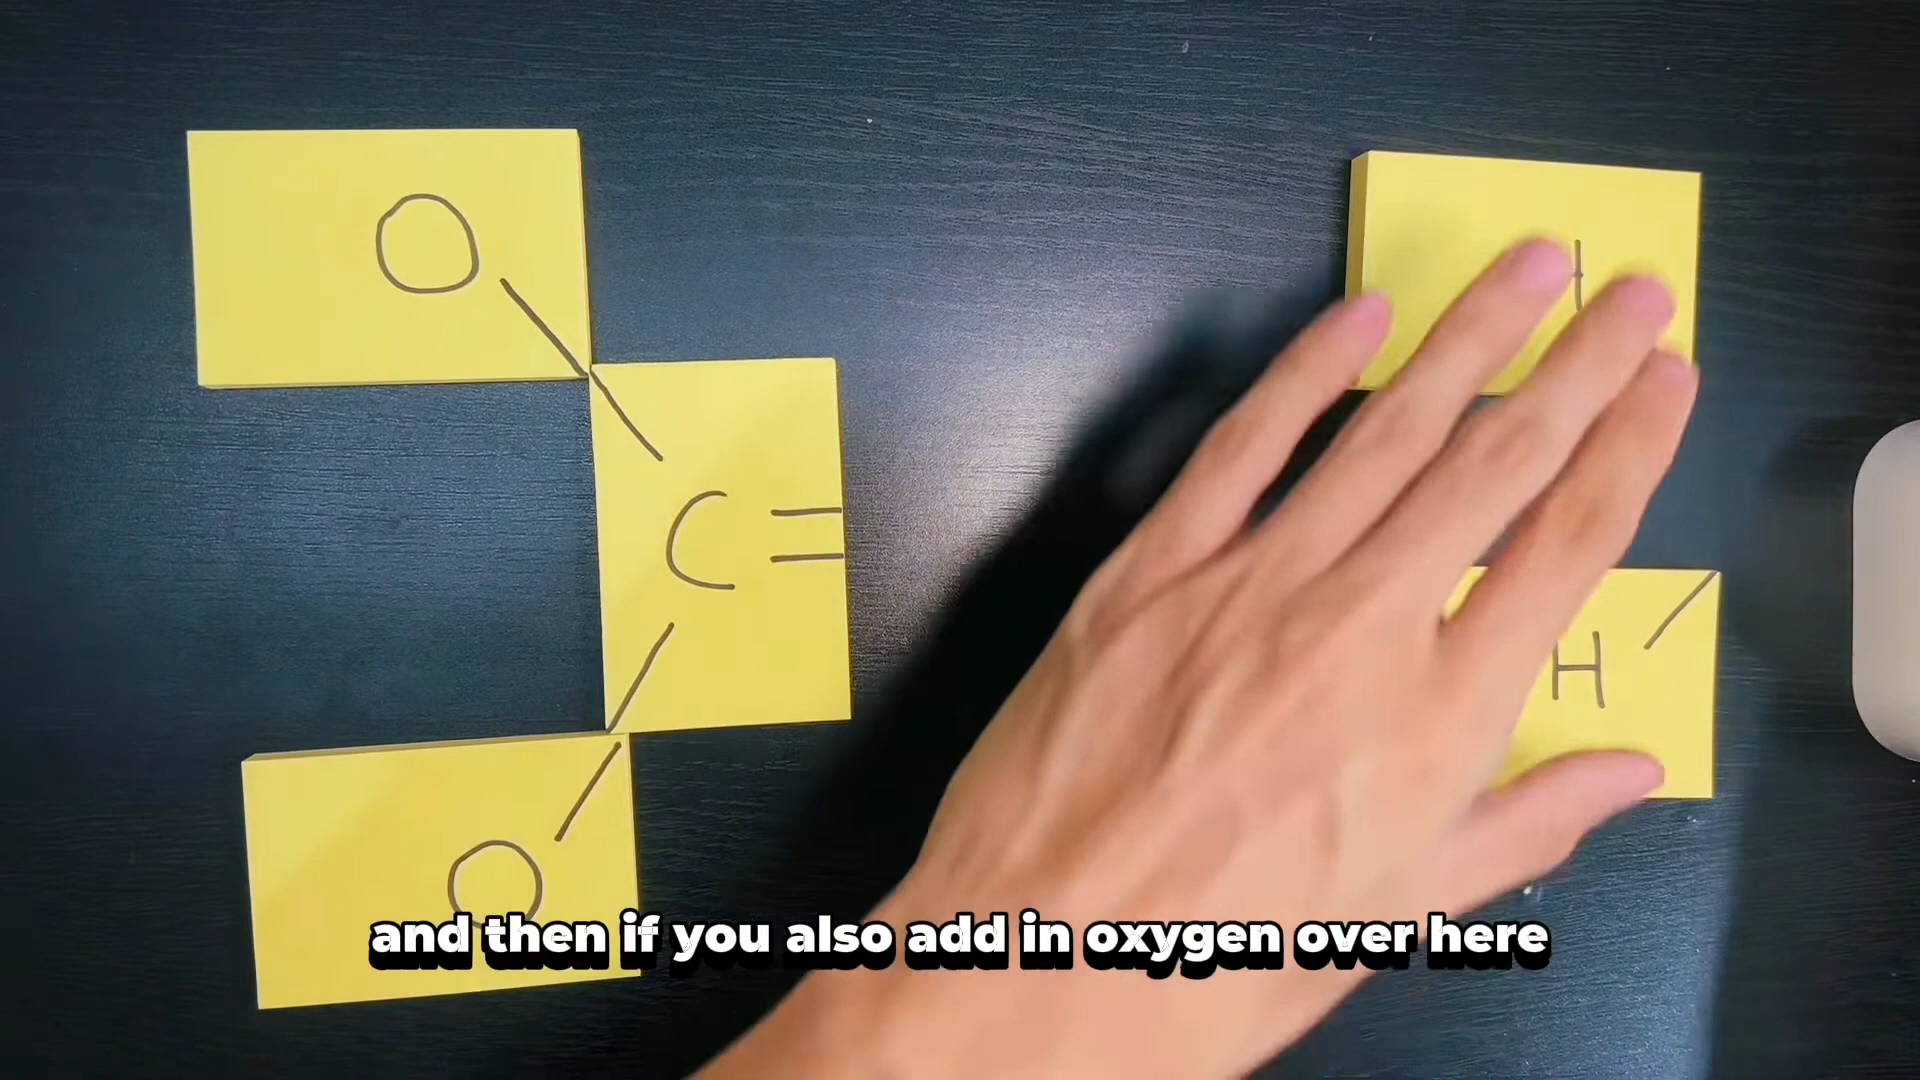 O
C =
H
O
and then if you also add in oxygen over here